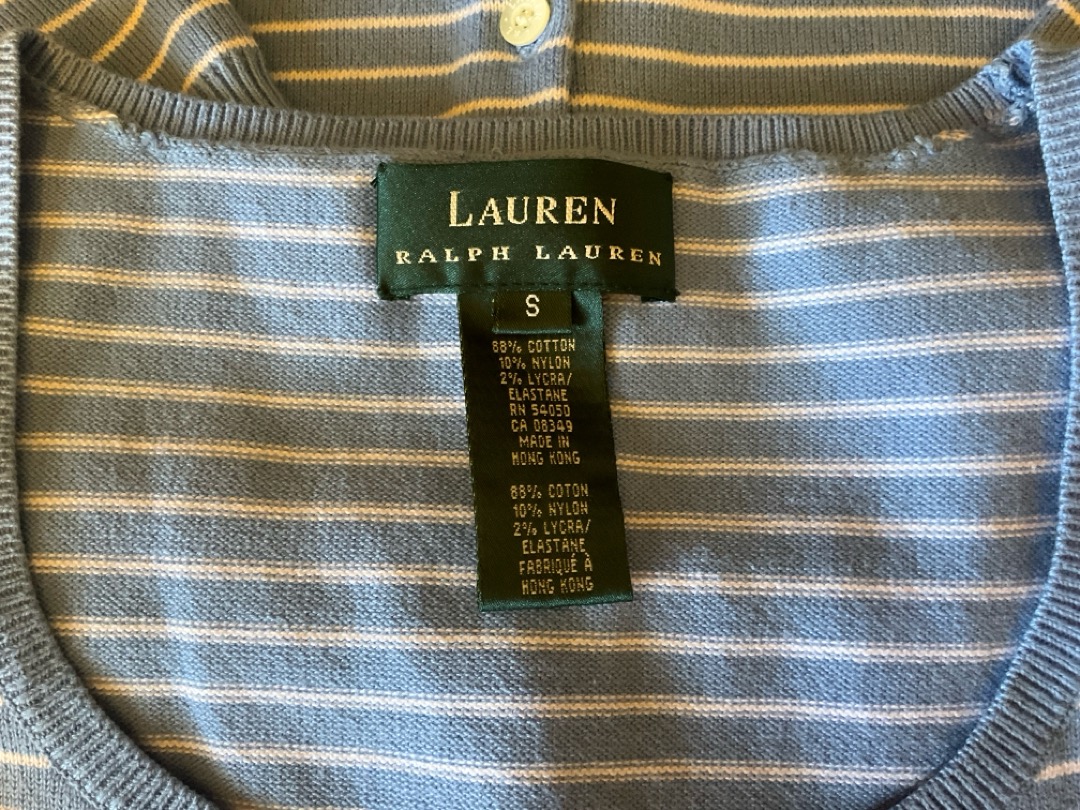 LAUREN
RALPH LAUREN
S
88% COTTON
10% NYLON
2% LYCRA/
ELASTANE
RN 54050
CA 08349
MADE IN
HONG KONG
88% COTON
10% NYLON
2% LYCRA/
ELASTANE
FABRIQUÉ À
HONG KONG